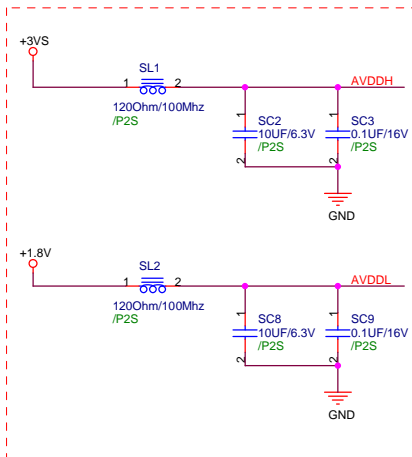 +3VS
SL1
1 2
AVDDH
120Ohm/100Mhz
/P2S
1 1
SC2 SC3
10UF/6.3V 0.1UF/16V
/P2S /P2S
2 2
GND
+1.8V
SL2
1 2
AVDDL
120Ohm/100Mhz
/P2S
1 1
SC8 SC9
10UF/6.3V 0.1UF/16V
/P2S /P2S
2 2
GND